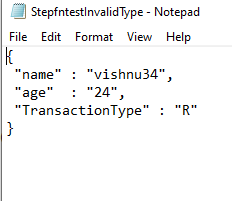 StepfntestInvalidType - Notepad
File Edit Format View Help
{
"name" : "vishnu34",
"age"  : "24",
"TransactionType" : "R"
}